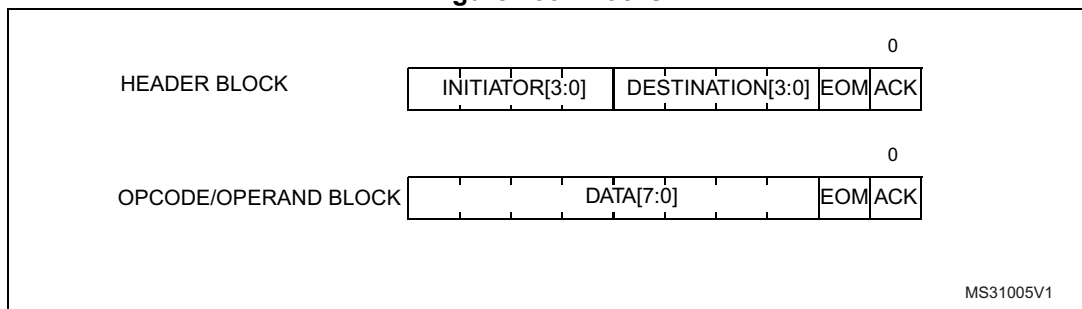 0
HEADER BLOCK INITIATOR[3:0] DESTINATION[3:0] EOM ACK
0
OPCODE/OPERAND BLOCK DATA[7:0] EOM ACK
MS31005V1